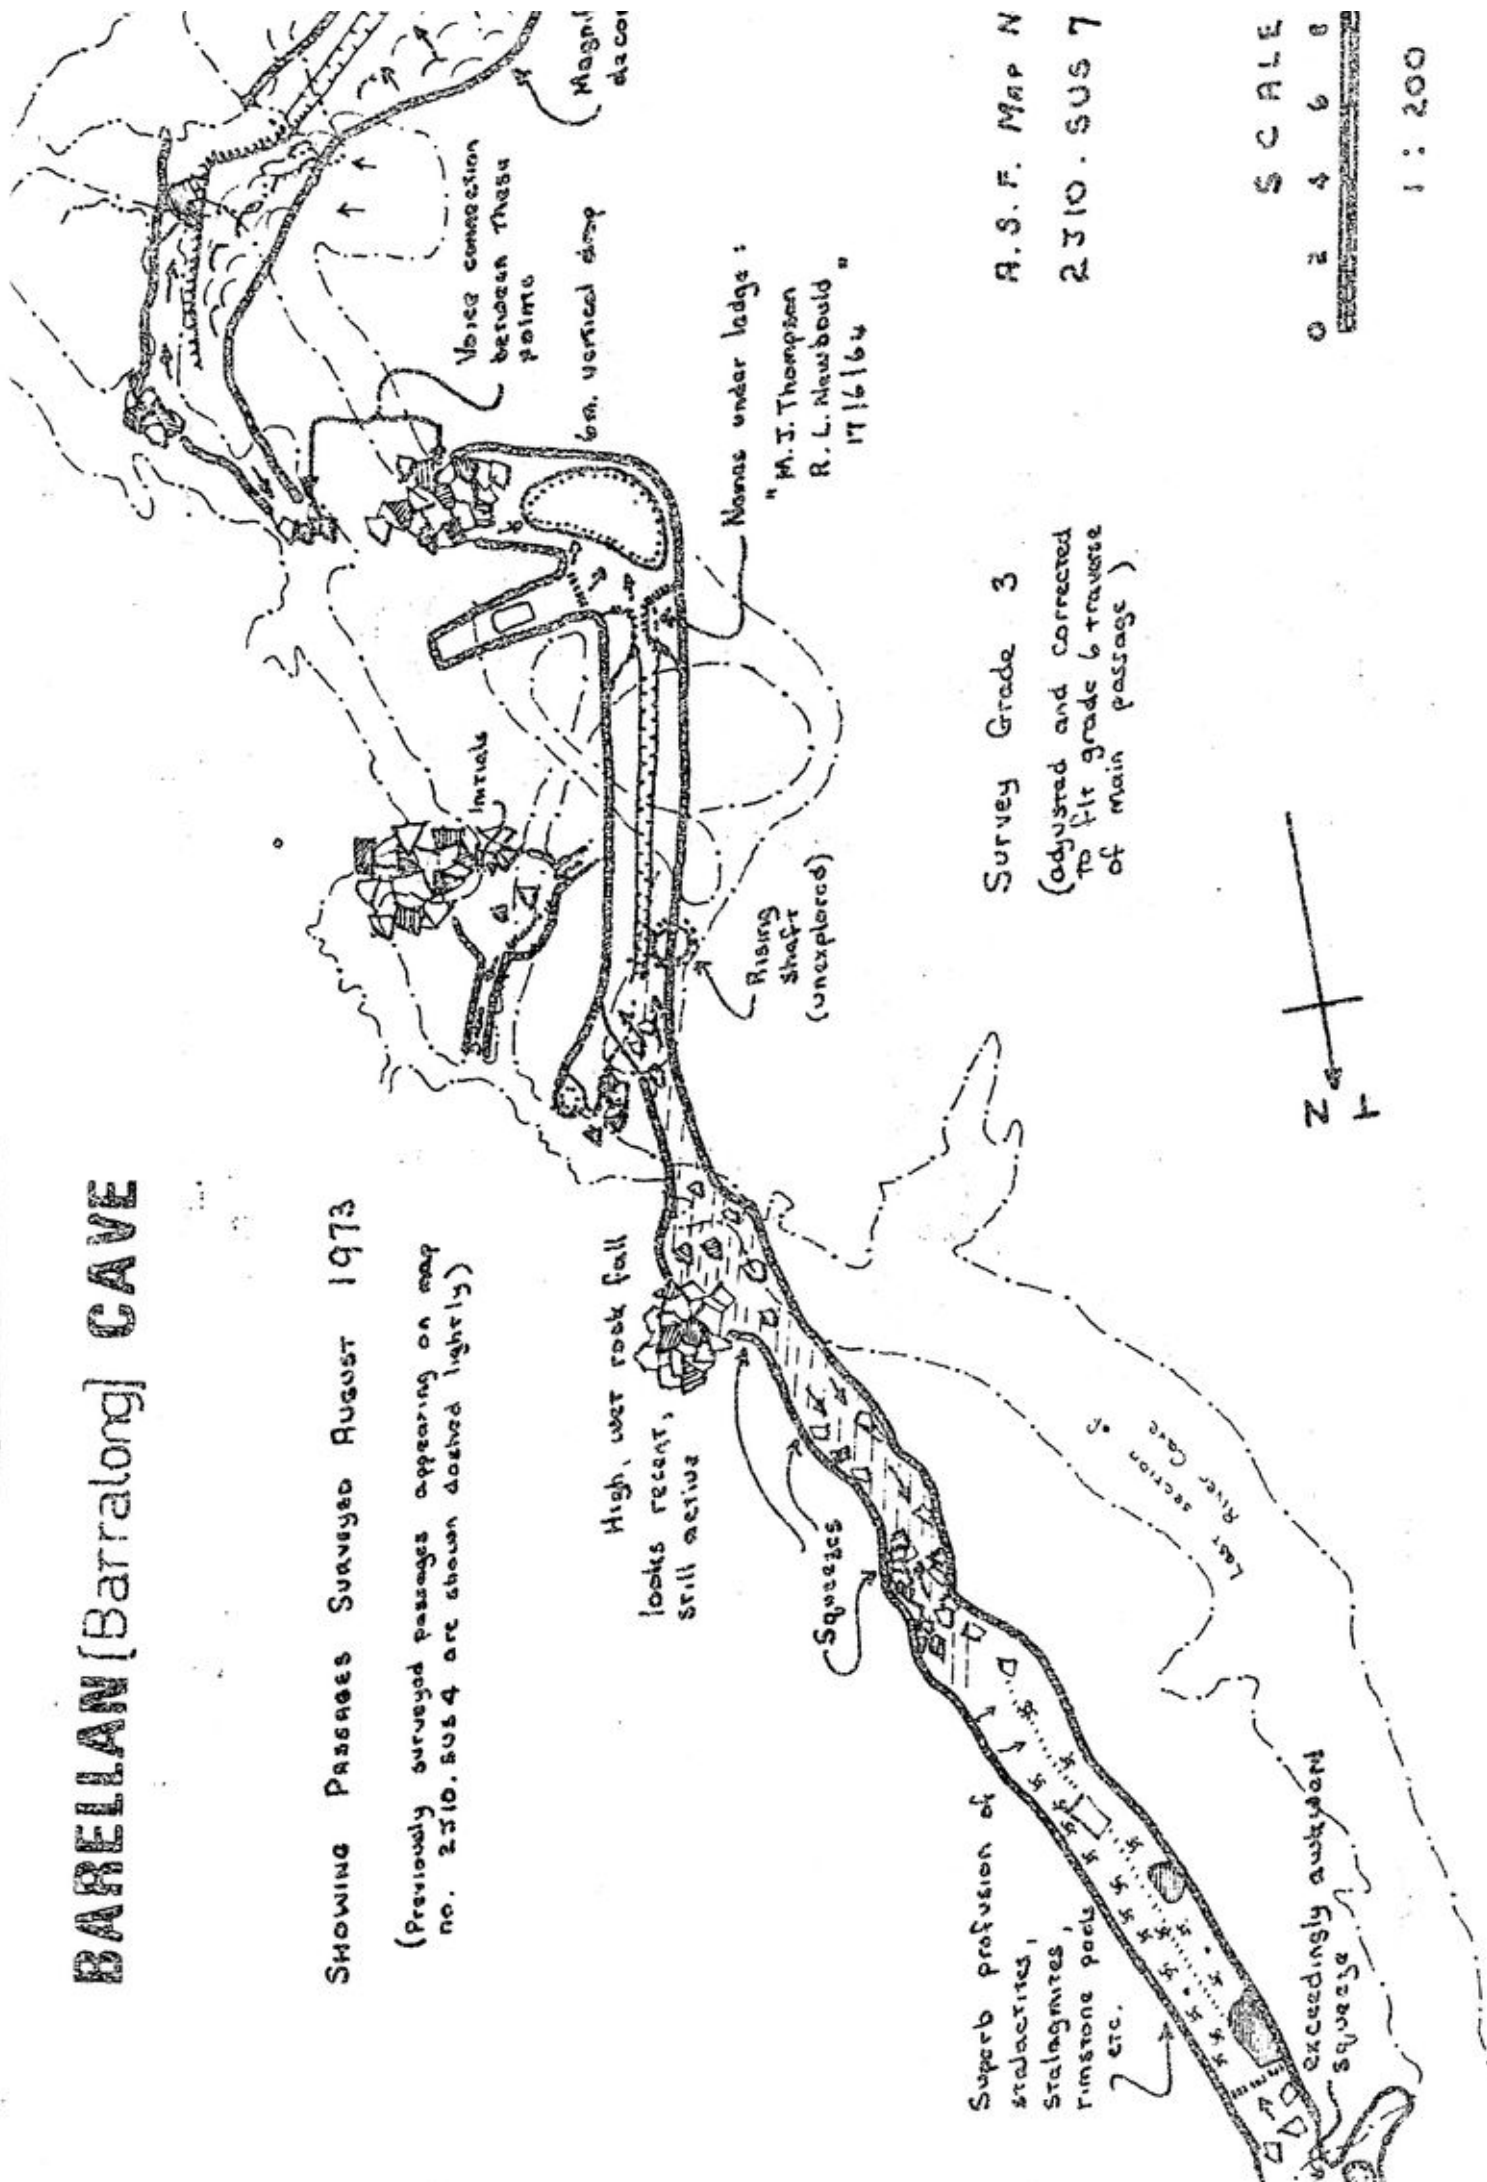 BARELLAN [Barralong] CAVE
SHOWING PASSAGES SURVEYED AUGUST 1973
(Previously surveyed passages appearing on map
no. 2J10.SUS 4 are shown dashed lightly)
High, wet rock fall
looks recent,
still active
Squeezes
Superb profusion of
stalactites,
stalagmites,
rimstone pools
etc.
exceedingly awkward
squeeze
Last section of
River Cave
Initials
Rising
shaft
(unexplored)
Names under ledge:
"M.J. Thompson
R.L. Newbould"
17/6/64
6m. vertical drop
Voice connection
between these
points
Magnif
decor
Survey Grade 3
(adjusted and corrected
to fit grade 6 traverse
of main passage)
N
T
A.S.F. MAP N
2J10.SUS 7
SCALE
0 2 4 6 8
1:200